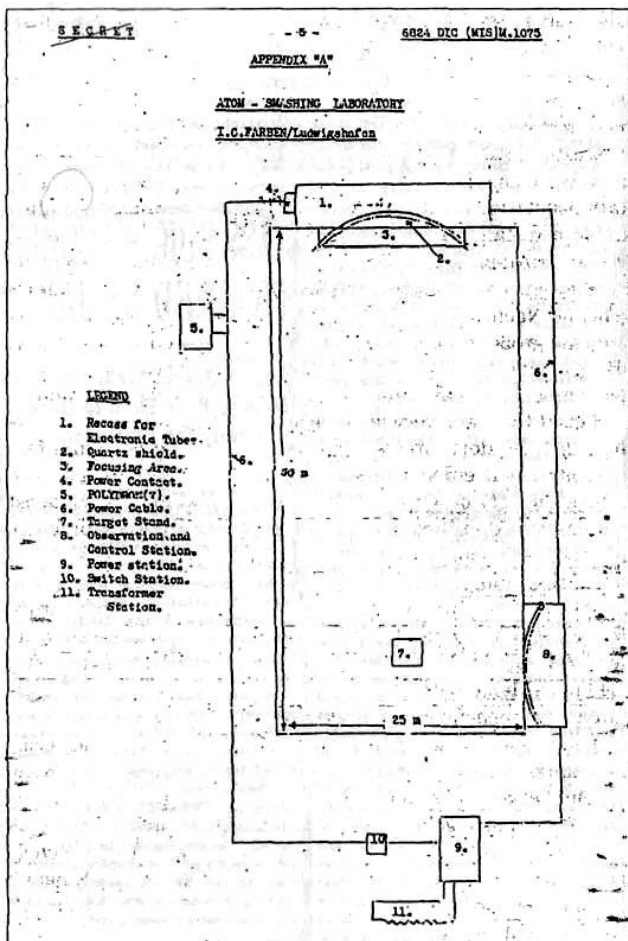 SECRET
- 5 -
6824 DIC (MIS)M.1075
APPENDIX "A"
ATOM - SMASHING LABORATORY
I.G.FARBEN/Ludwigshafen
4.
1.
3.
2.
5.
6.
LEGEND
1. Recess for
Electronic Tubes.
2. Quartz shield.
3. Focusing Area.
4. Power Contact.
5.
6. Power Cable.
7. Target Stand.
8. Observation and
Control Station.
9. Power station.
10. Switch Station.
11. Transformer
Station.
6.
m
7.
8.
25 m
10
9.
11.